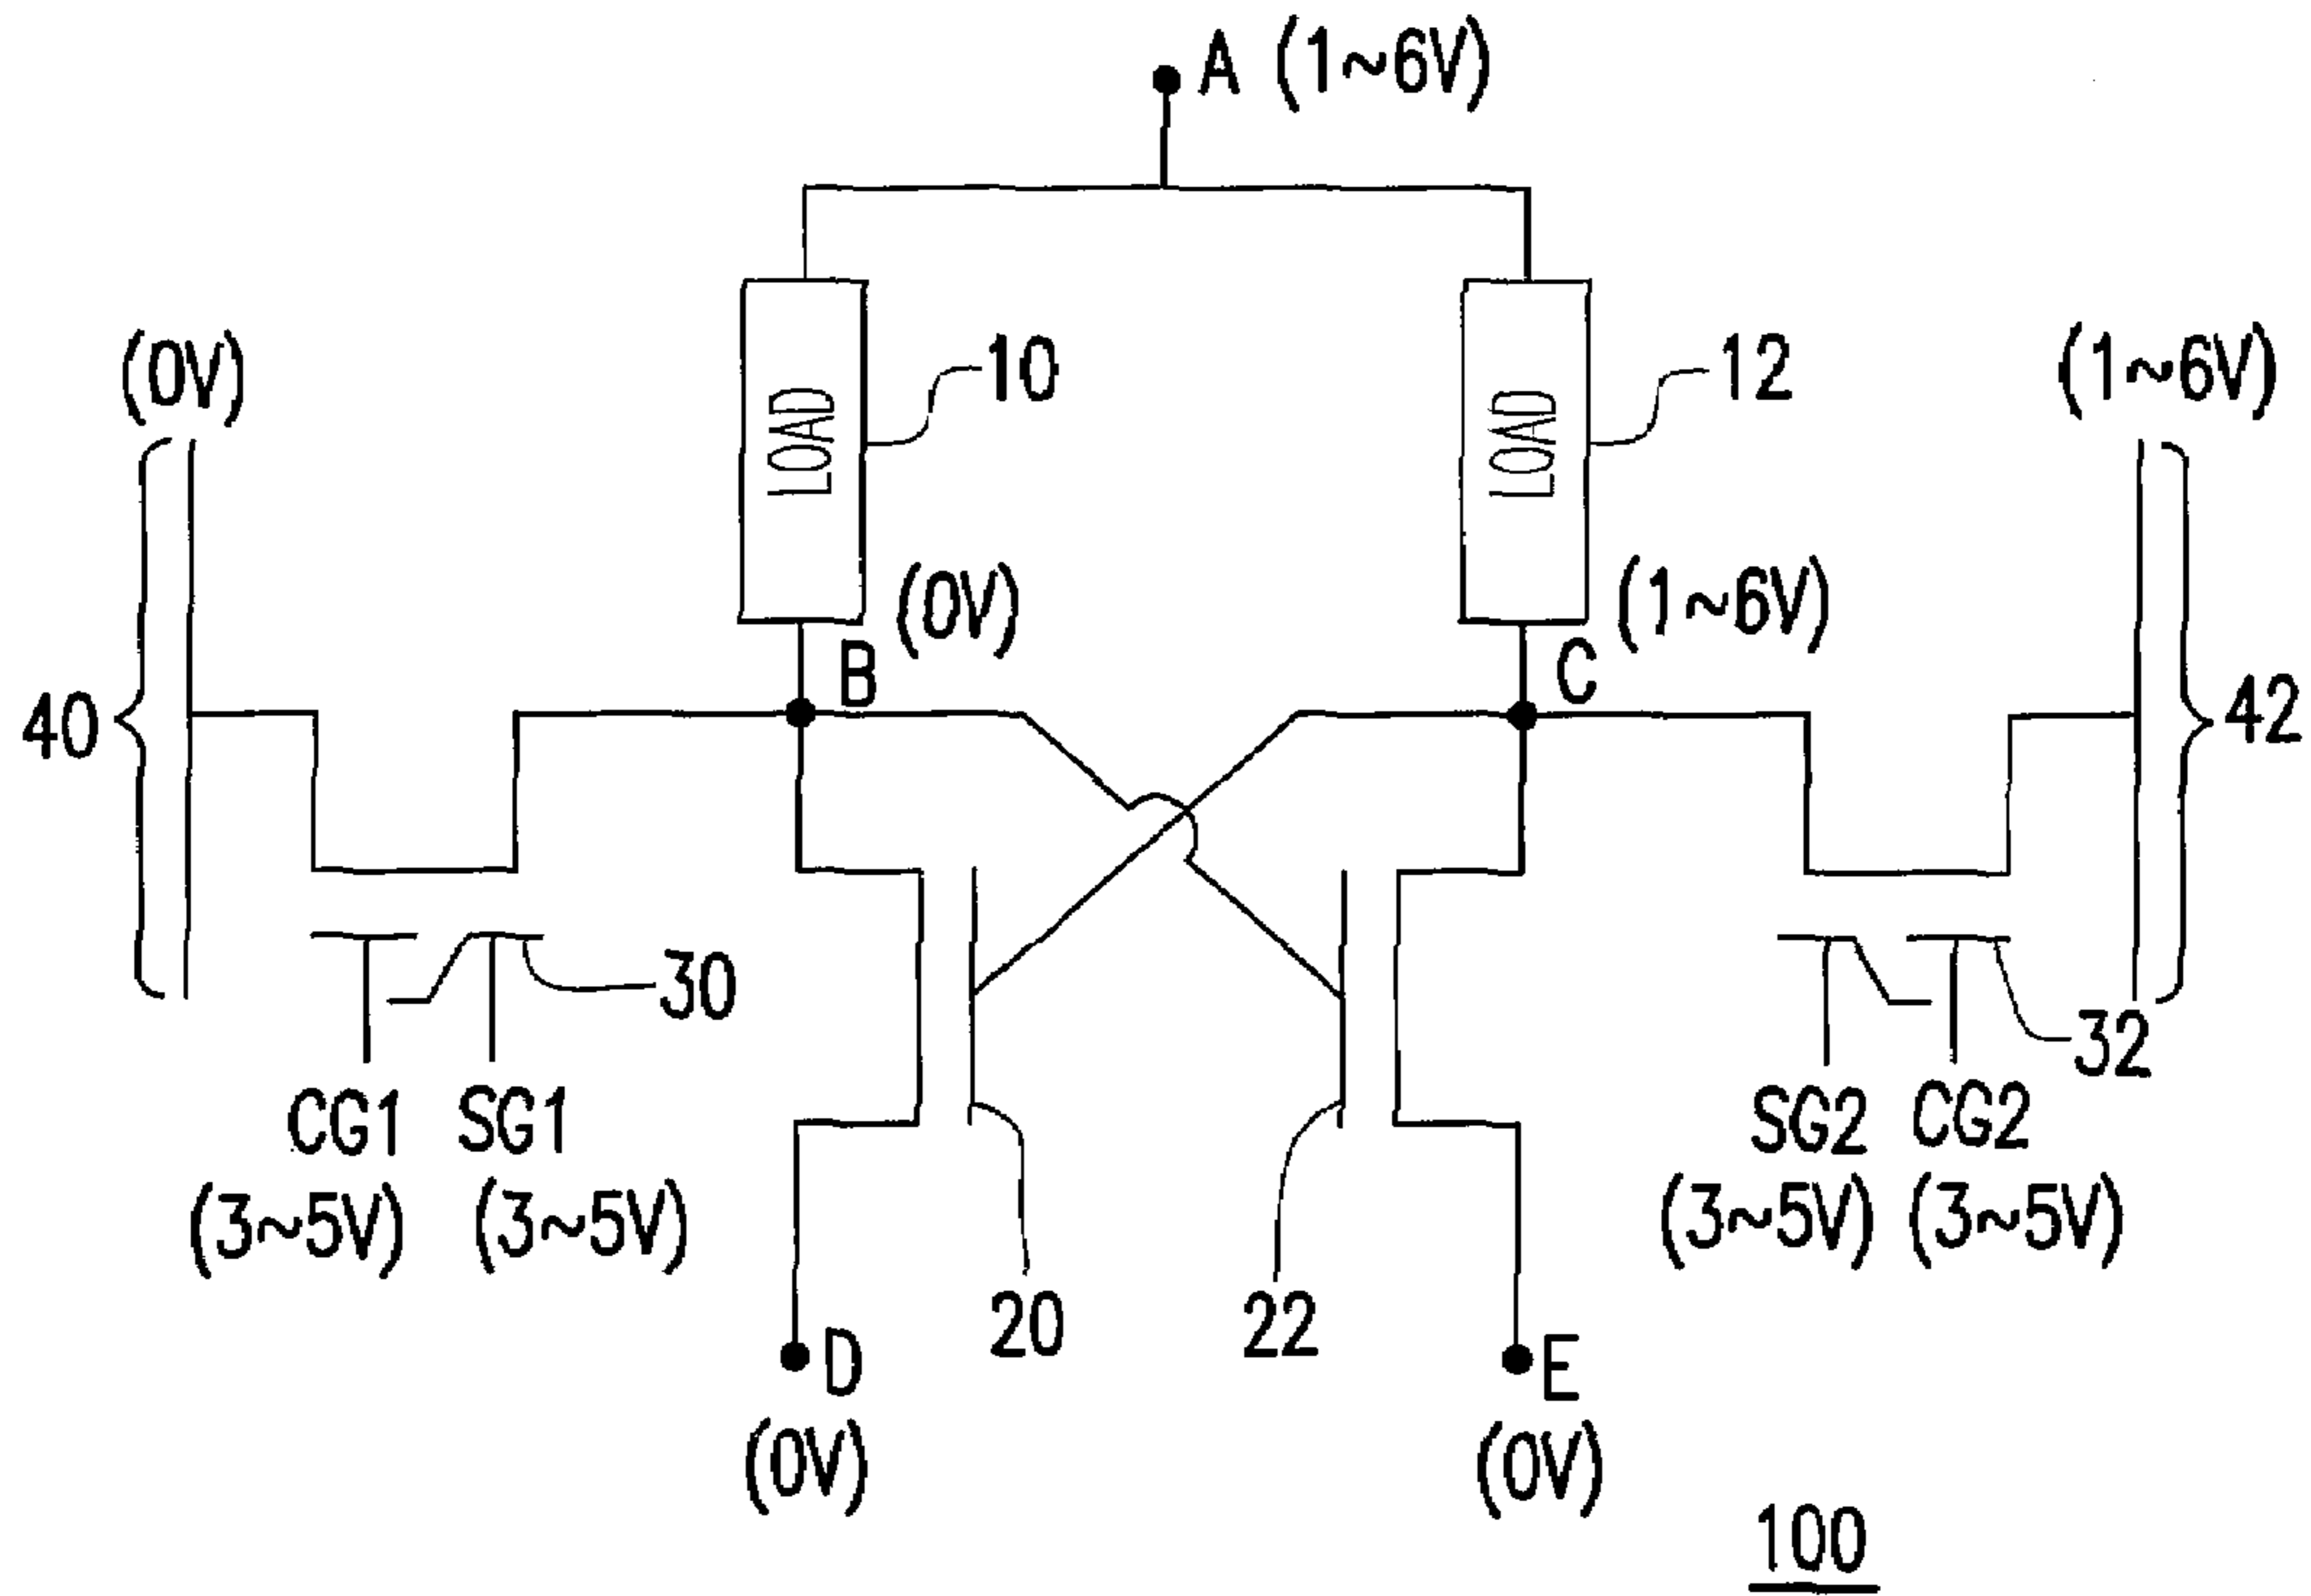 A (1~6V)
(0V)
LOAD
10
LOAD
12
(1~6V)
(0V)
(1~6V)
B
C
40
42
30
32
CG1
SG1
SG2
CG2
(3~5V)
(3~5V)
(3~5V)
(3~5V)
20
22
D
E
(0V)
(0V)
100